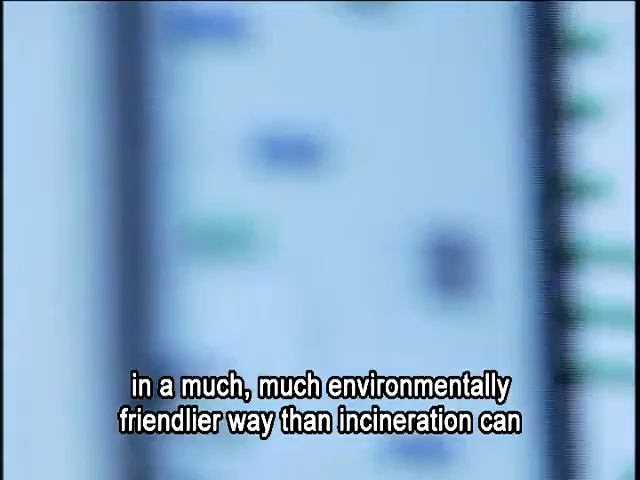 in a much, much environmentally
friendlier way than incineration can